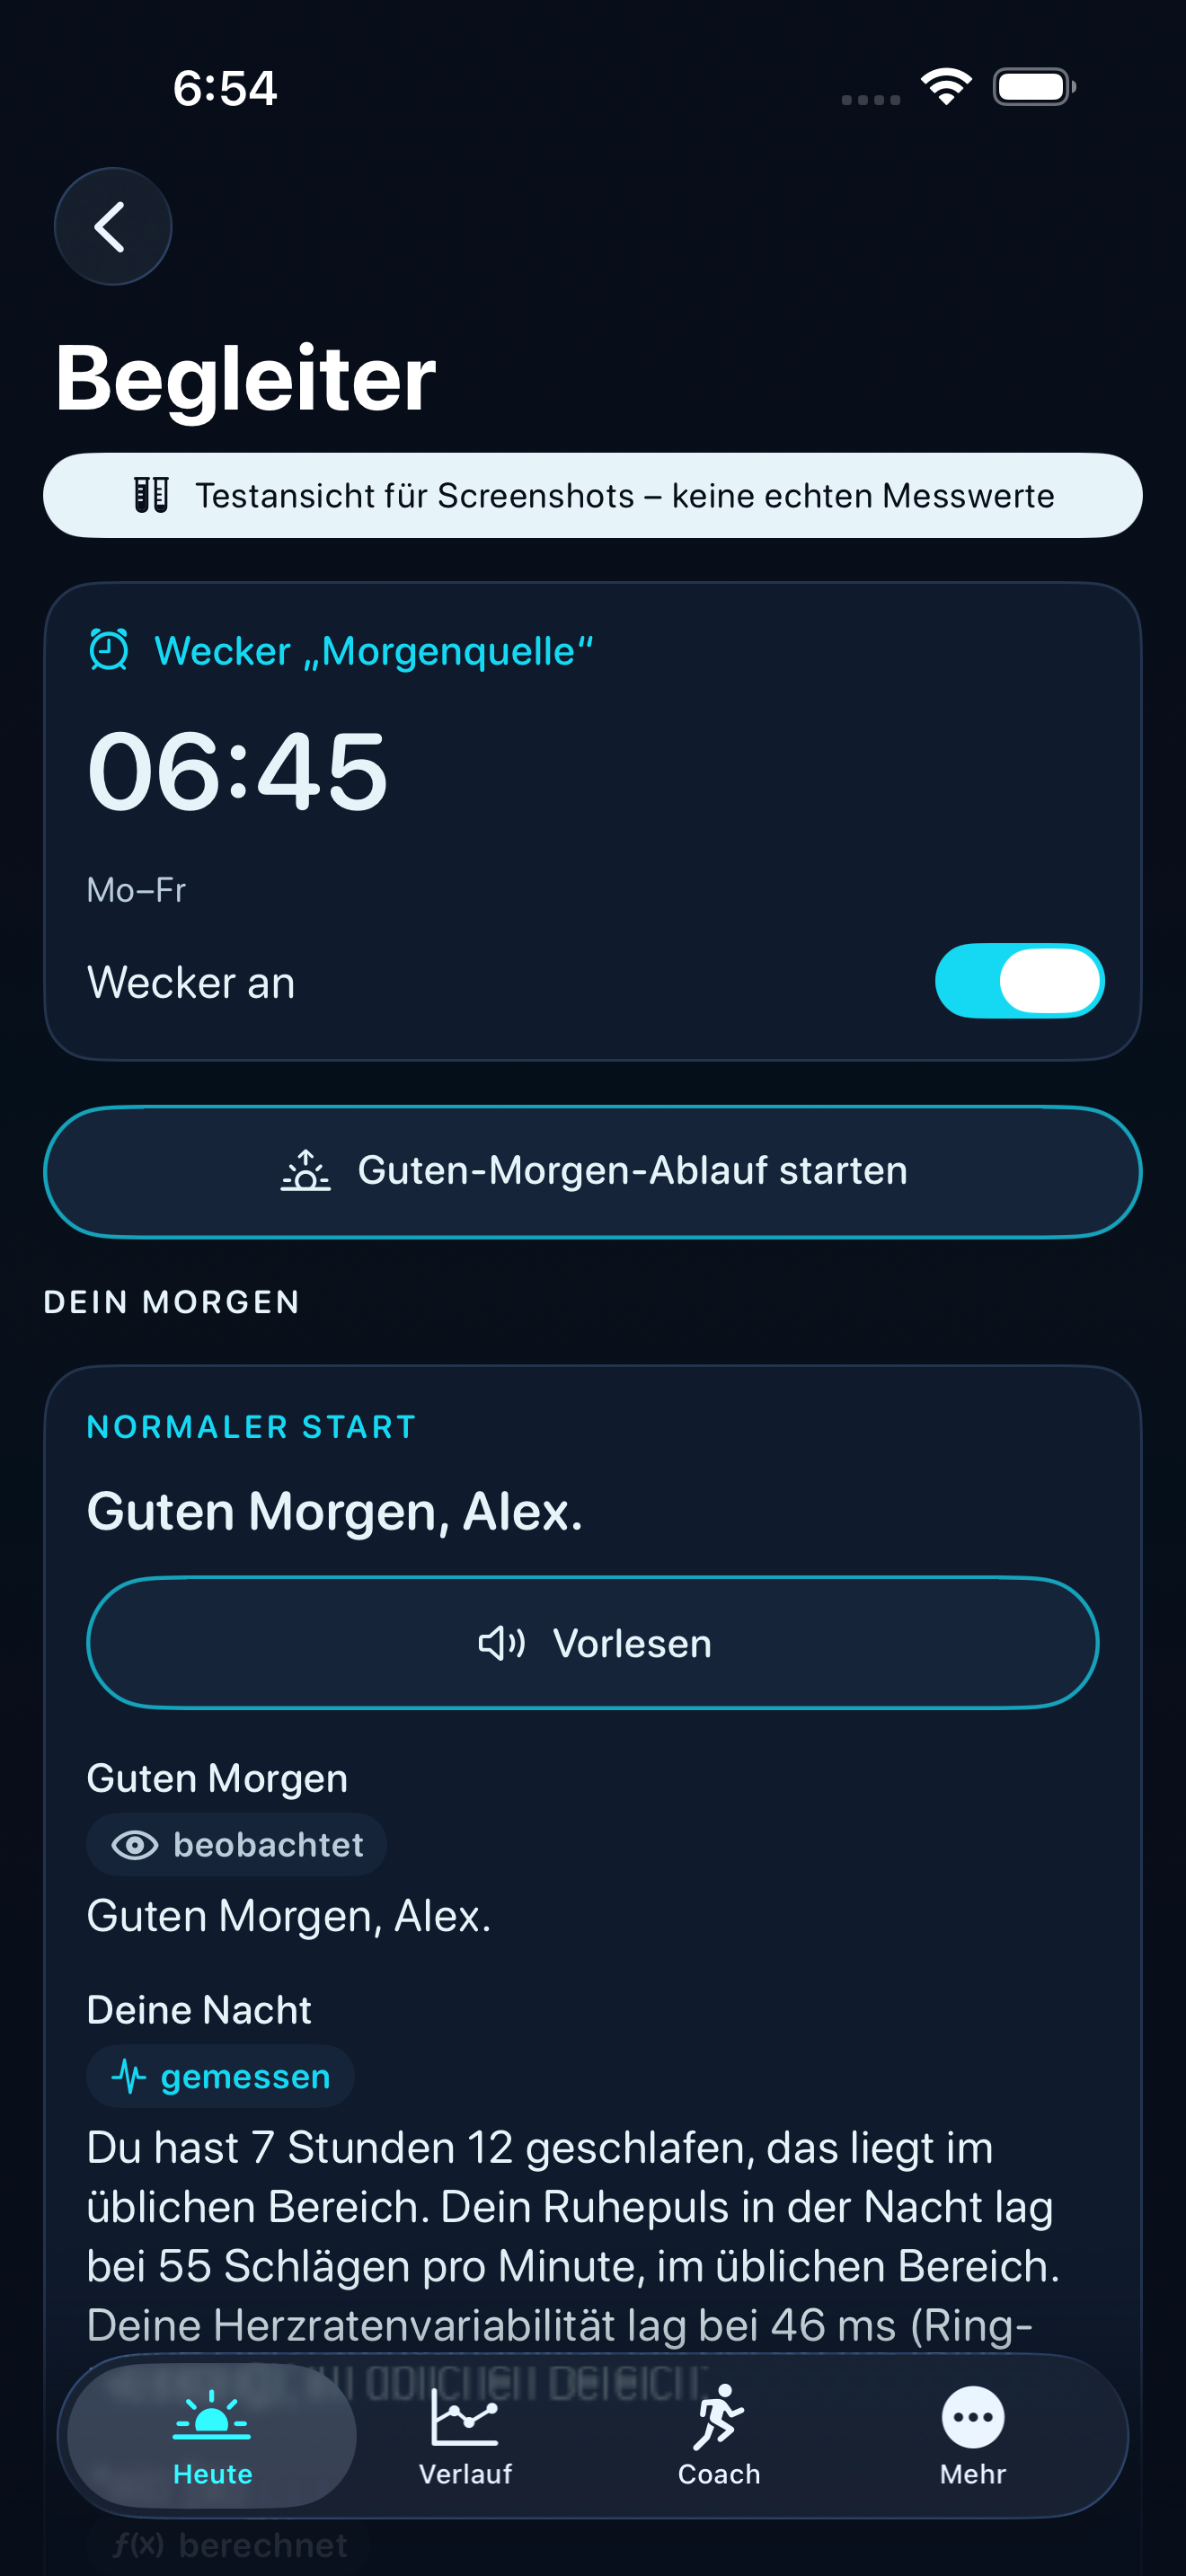 6:54
Begleiter
Testansicht für Screenshots – keine echten Messwerte
Wecker „Morgenquelle“
06:45
Mo–Fr
Wecker an
Guten-Morgen-Ablauf starten
DEIN MORGEN
NORMALER START
Guten Morgen, Alex.
Vorlesen
Guten Morgen
beobachtet
Guten Morgen, Alex.
Deine Nacht
gemessen
Du hast 7 Stunden 12 geschlafen, das liegt im
üblichen Bereich. Dein Ruhepuls in der Nacht lag
bei 55 Schlägen pro Minute, im üblichen Bereich.
Deine Herzratenvariabilität lag bei 46 ms (Ring-
üblichen Bereich.
Heute
Verlauf
Coach
Mehr
f(x) berechnet